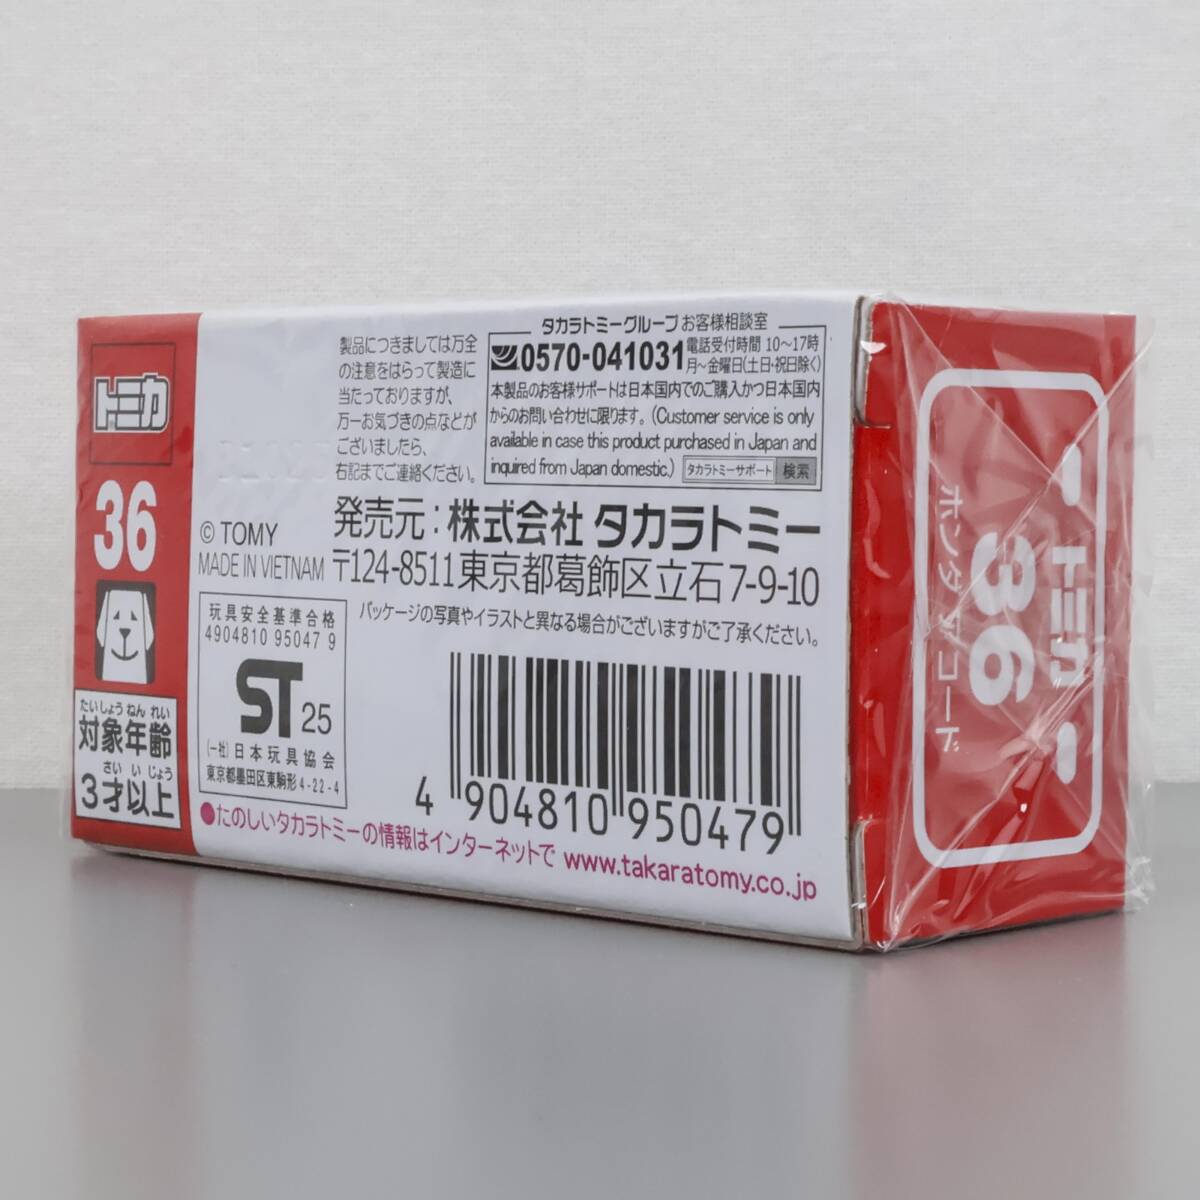 トミカ
36
たいしょうねんれい
対象年齢
さいいじょう
3才以上
製品につきましては万全
の注意をはらって製造に
当たっておりますが、
万一お気づきの点などが
ございましたら、
右記までご連絡ください。
タカラトミーグループお客様相談室
0570-041031 電話受付時間 10〜17時
月〜金曜日(土日・祝日除く)
本製品のお客様サポートは日本国内でのご購入かつ日本国内
からのお問い合わせに限ります。(Customer service is only
available in case this product purchased in Japan and
inquired from Japan domestic.) タカラトミーサポート 検索
© TOMY
MADE IN VIETNAM
発売元:株式会社 タカラトミー
〒124-8511 東京都葛飾区立石7-9-10
パッケージの写真やイラストと異なる場合がございますがご了承ください。
玩具安全基準合格
4904810 95047 9
ST 25
(一社)日本玩具協会
東京都墨田区東駒形4-22-4
4 904810 950479
●たのしいタカラトミーの情報はインターネットで www.takaratomy.co.jp
トミカ
36
ホンダ アコード